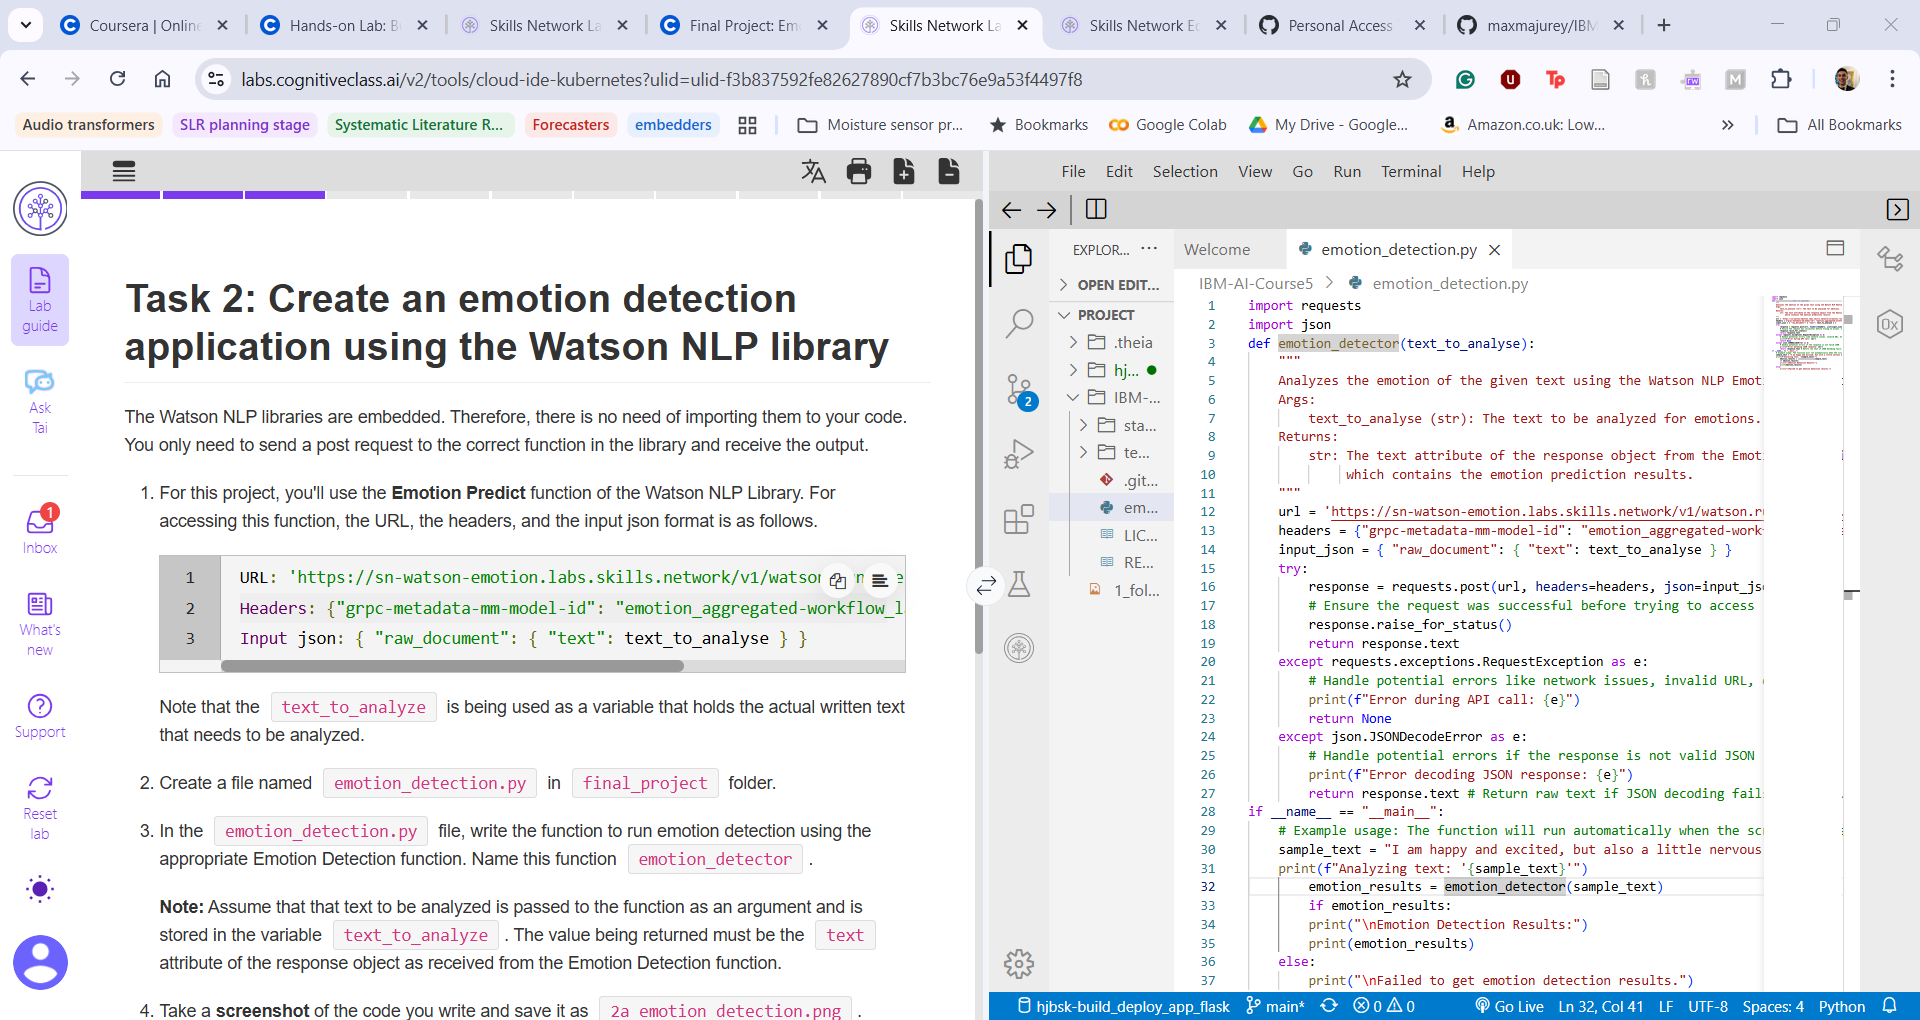 Coursera | Online
Hands-on Lab: B
Skills Network La
Final Project: Em
Skills Network La
Skills Network Ec
Personal Access
maxmajurey/IBM
labs.cognitiveclass.ai/v2/tools/cloud-ide-kubernetes?ulid=ulid-f3b837592fe82627890cf7b3bc76e9a53f4497f8
Audio transformers
SLR planning stage
Systematic Literature R...
Forecasters
embedders
Moisture sensor pr...
Bookmarks
Google Colab
My Drive - Google...
Amazon.co.uk: Low...
All Bookmarks
Lab guide
Ask Tai
1
Inbox
What's new
Support
Reset lab
Task 2: Create an emotion detection
application using the Watson NLP library
The Watson NLP libraries are embedded. Therefore, there is no need of importing them to your code.
You only need to send a post request to the correct function in the library and receive the output.
1. For this project, you'll use the Emotion Predict function of the Watson NLP Library. For
accessing this function, the URL, the headers, and the input json format is as follows.
1 URL: 'https://sn-watson-emotion.labs.skills.network/v1/watson
2 Headers: {"grpc-metadata-mm-model-id": "emotion_aggregated-workflow_l
3 Input json: { "raw_document": { "text": text_to_analyse } }
Note that the text_to_analyze is being used as a variable that holds the actual written text
that needs to be analyzed.
2. Create a file named emotion_detection.py in final_project folder.
3. In the emotion_detection.py file, write the function to run emotion detection using the
appropriate Emotion Detection function. Name this function emotion_detector .
Note: Assume that that text to be analyzed is passed to the function as an argument and is
stored in the variable text_to_analyze . The value being returned must be the text
attribute of the response object as received from the Emotion Detection function.
4. Take a screenshot of the code you write and save it as 2a_emotion_detection.png .
File Edit Selection View Go Run Terminal Help
EXPLOR... ···
OPEN EDIT...
PROJECT
.theia
hj...
IBM-...
sta...
te...
.git...
em...
LIC...
RE...
1_fol...
2
Welcome
emotion_detection.py
IBM-AI-Course5 > emotion_detection.py
1 import requests
2 import json
3 def emotion_detector(text_to_analyse):
4 """
5 Analyzes the emotion of the given text using the Watson NLP Emoti
6 Args:
7 text_to_analyse (str): The text to be analyzed for emotions.
8 Returns:
9 str: The text attribute of the response object from the Emoti
10 which contains the emotion prediction results.
11 """
12 url = 'https://sn-watson-emotion.labs.skills.network/v1/watson.ru
13 headers = {"grpc-metadata-mm-model-id": "emotion_aggregated-work
14 input_json = { "raw_document": { "text": text_to_analyse } }
15 try:
16 response = requests.post(url, headers=headers, json=input_js
17 # Ensure the request was successful before trying to access
18 response.raise_for_status()
19 return response.text
20 except requests.exceptions.RequestException as e:
21 # Handle potential errors like network issues, invalid URL,
22 print(f"Error during API call: {e}")
23 return None
24 except json.JSONDecodeError as e:
25 # Handle potential errors if the response is not valid JSON
26 print(f"Error decoding JSON response: {e}")
27 return response.text # Return raw text if JSON decoding fail
28 if __name__ == "__main__":
29 # Example usage: The function will run automatically when the sc
30 sample_text = "I am happy and excited, but also a little nervous
31 print(f"Analyzing text: '{sample_text}'")
32 emotion_results = emotion_detector(sample_text)
33 if emotion_results:
34 print("\nEmotion Detection Results:")
35 print(emotion_results)
36 else:
37 print("\nFailed to get emotion detection results.")
hjbsk-build_deploy_app_flask main* 0 0 Go Live Ln 32, Col 41 LF UTF-8 Spaces: 4 Python